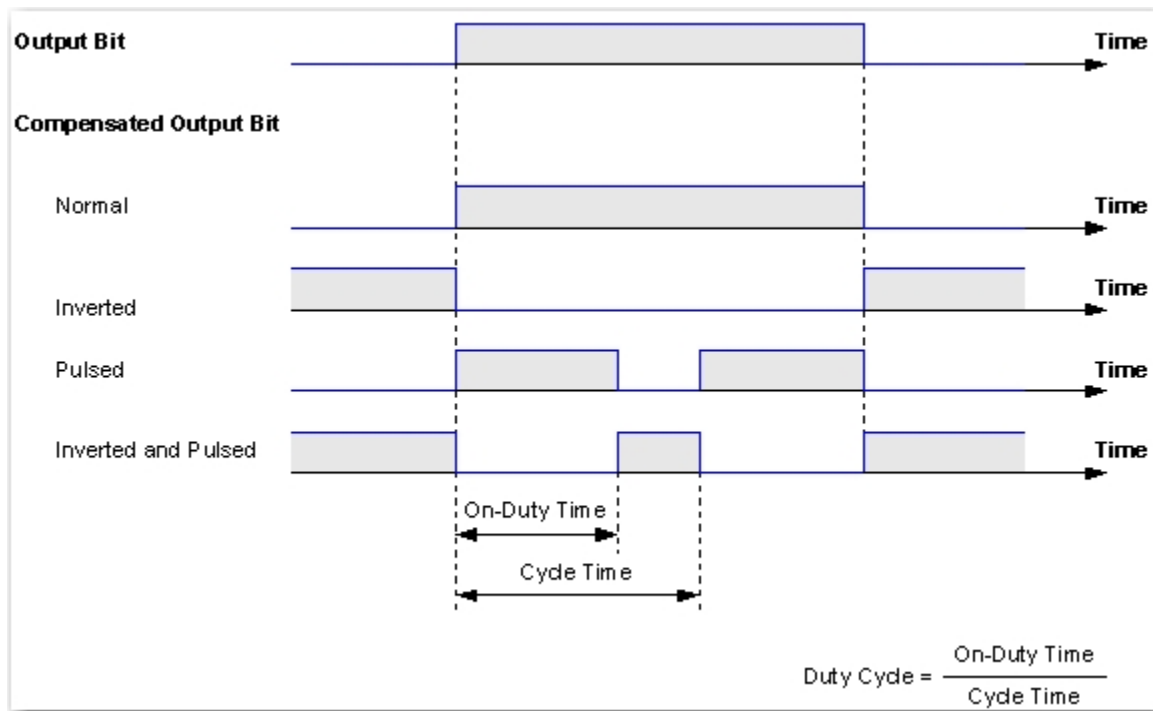 Output Bit
Time
Compensated Output Bit
Normal
Time
Inverted
Time
Pulsed
Time
Inverted and Pulsed
Time
On-Duty Time
Cycle Time
Duty Cycle = On-Duty Time
Cycle Time